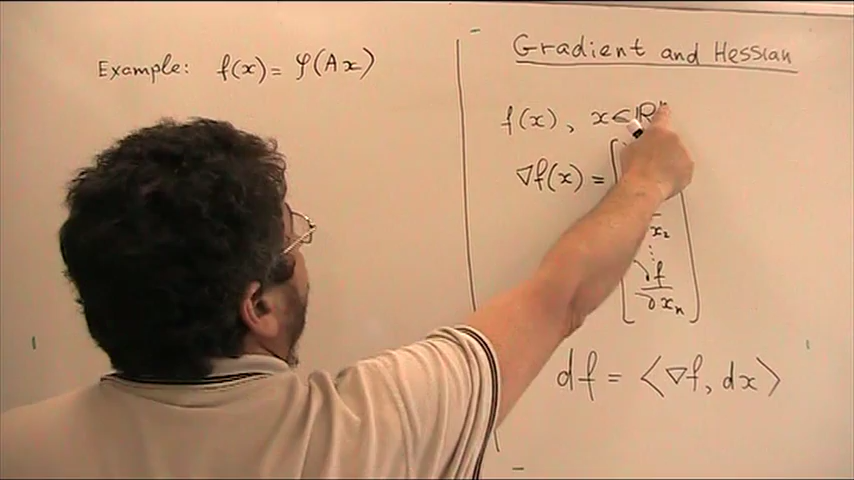 Example: f(x) = φ(Ax)
Gradient and Hessian
f(x), x ∈ ℝⁿ
∇f(x) = [
x₂
⋮
∂f
∂xₙ ]
df = ⟨∇f, dx⟩